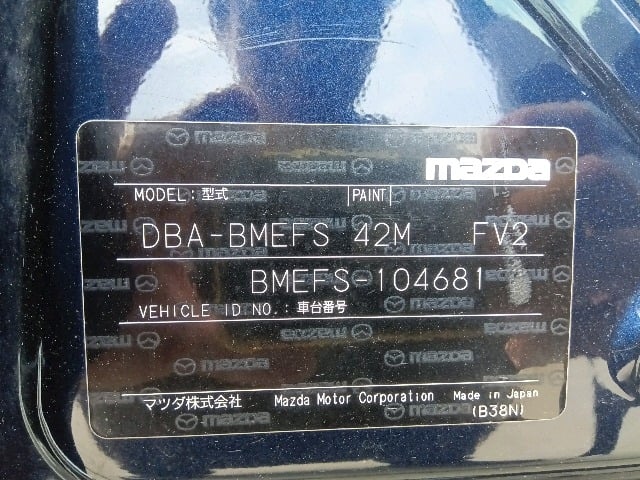 mazda
MODEL: 型式 PAINT
DBA-BMEFS 42M FV2
BMEFS-104681
VEHICLE ID NO.: 車台番号
マツダ株式会社 Mazda Motor Corporation Made in Japan
(B38N)